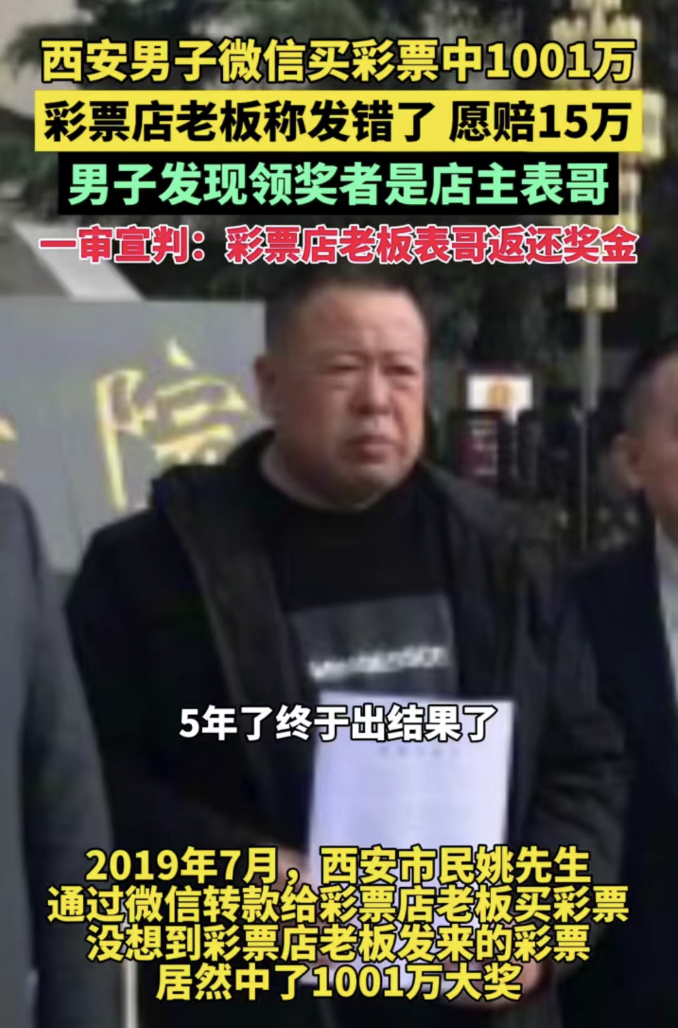 西安男子微信买彩票中1001万
彩票店老板称发错了 愿赔15万
男子发现领奖者是店主表哥
一审宣判：彩票店老板表哥返还奖金
院
5年了终于出结果了
2019年7月，西安市民姚先生
通过微信转款给彩票店老板买彩票
没想到彩票店老板发来的彩票
居然中了1001万大奖